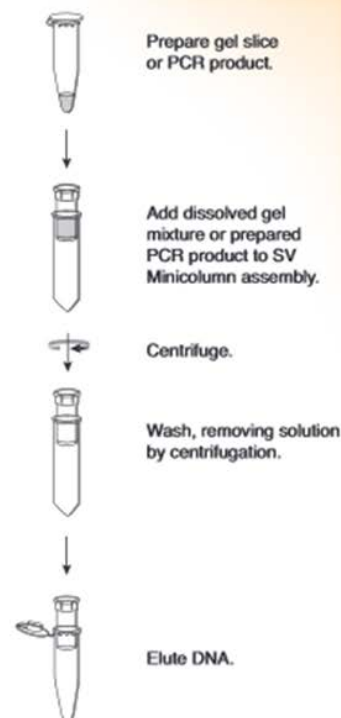 Prepare gel slice
or PCR product.
Add dissolved gel
mixture or prepared
PCR product to SV
Minicolumn assembly.
Centrifuge.
Wash, removing solution
by centrifugation.
Elute DNA.